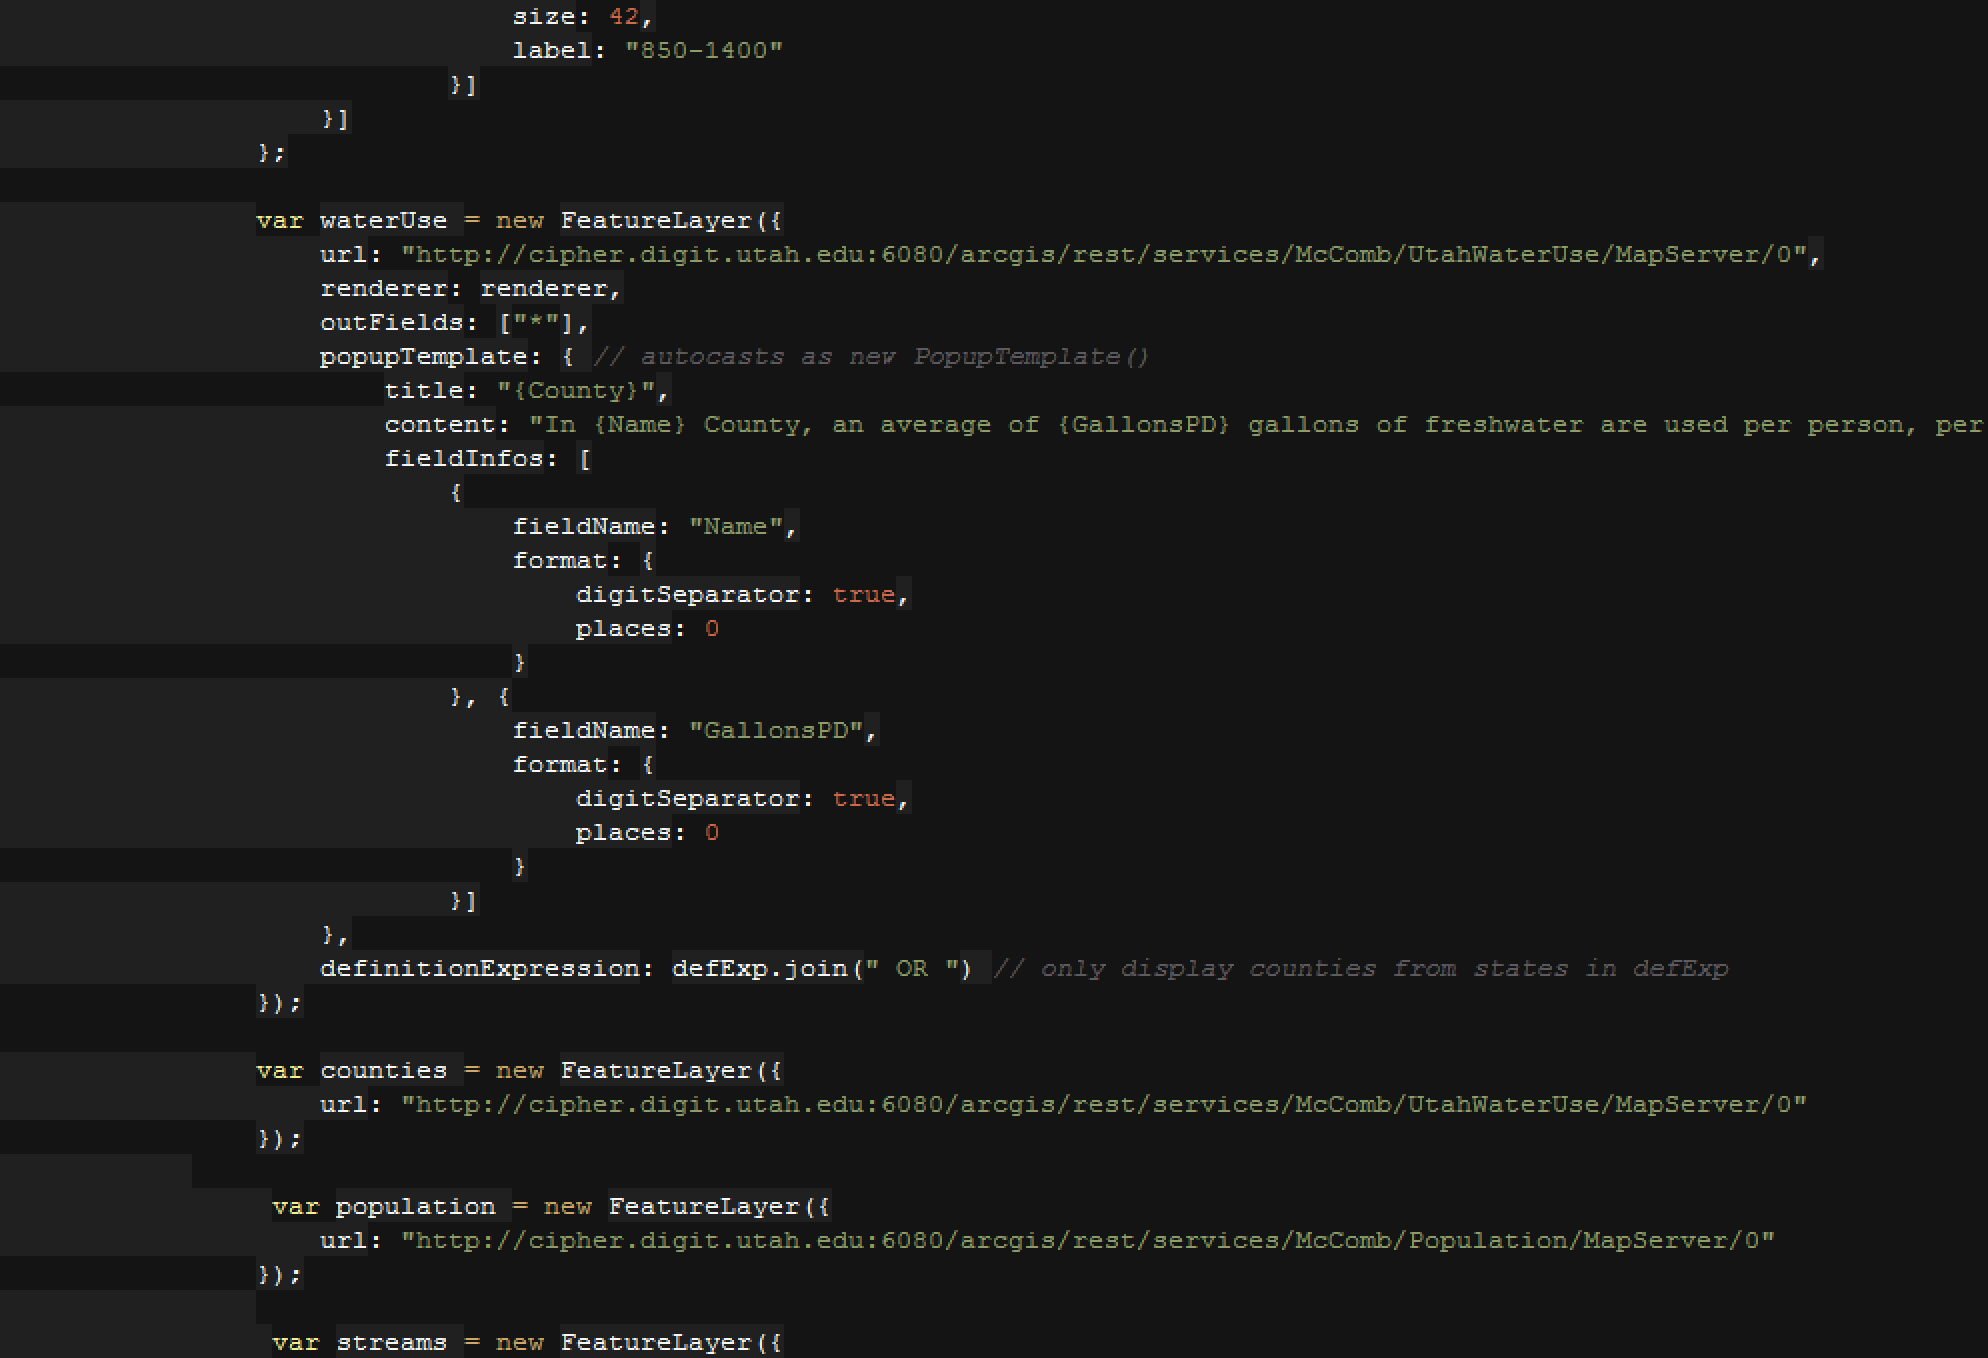 size: 42,
label: "850-1400"
}]
}]
};
var waterUse = new FeatureLayer({
url: "http://cipher.digit.utah.edu:6080/arcgis/rest/services/McComb/UtahWaterUse/MapServer/0",
renderer: renderer,
outFields: ["*"],
popupTemplate: { // autocasts as new PopupTemplate()
title: "{County}",
content: "In {Name} County, an average of {GallonsPD} gallons of freshwater are used per person, per
fieldInfos: [
{
fieldName: "Name",
format: {
digitSeparator: true,
places: 0
}
}, {
fieldName: "GallonsPD",
format: {
digitSeparator: true,
places: 0
}
}]
},
definitionExpression: defExp.join(" OR ") // only display counties from states in defExp
});
var counties = new FeatureLayer({
url: "http://cipher.digit.utah.edu:6080/arcgis/rest/services/McComb/UtahWaterUse/MapServer/0"
});
var population = new FeatureLayer({
url: "http://cipher.digit.utah.edu:6080/arcgis/rest/services/McComb/Population/MapServer/0"
});
var streams = new FeatureLayer({